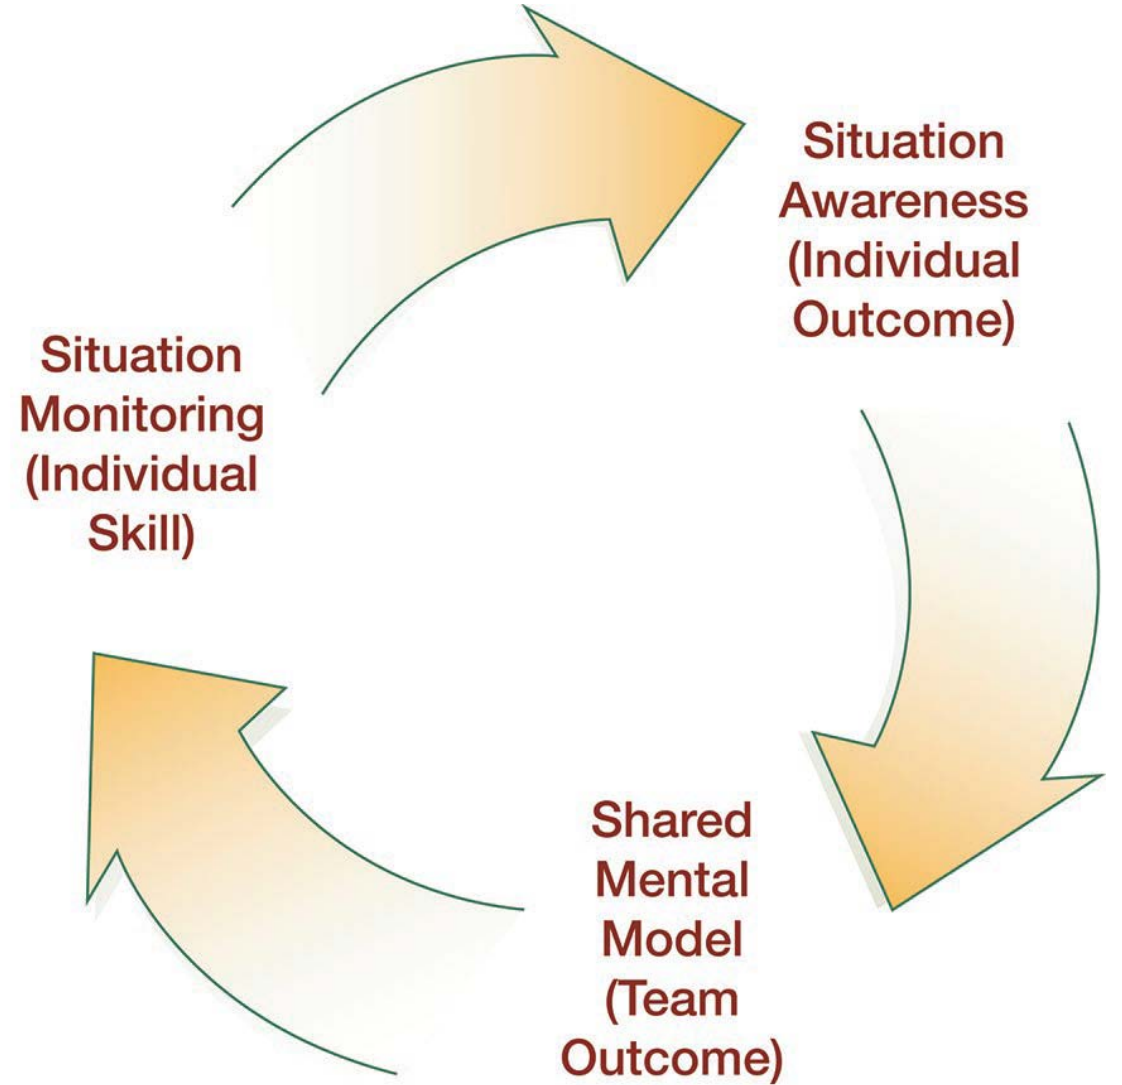 Situation
Awareness
(Individual
Outcome)
Situation
Monitoring
(Individual
Skill)
Shared
Mental
Model
(Team
Outcome)